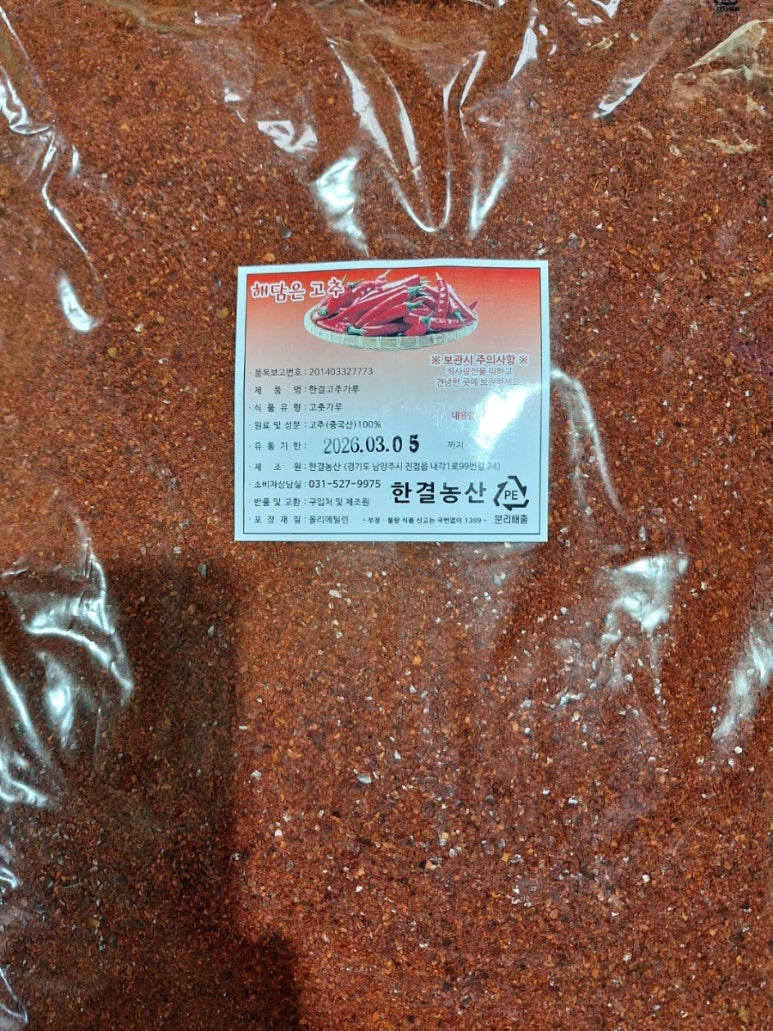 해담은 고추
※ 보관시 주의사항 ※
직사광선을 피하고
건냉한 곳에 보관하세요
· 품목보고번호 : 201403327773
· 제 품 명 : 한결고추가루
· 식 품 유 형 : 고춧가루
내용량
· 원료 및 성분 : 고추(중국산)100%
· 유 통 기 한 : 2026.03.05 까지
· 제 조 원 : 한결농산 (경기도 남양주시 진접읍 내각1로99번길 24)
· 소비자상담실 : 031-527-9975
한결농산
PE
· 반품 및 교환 : 구입처 및 제조원
· 포 장 재 질 : 폴리에틸렌
- 부정 · 불량 식품 신고는 국번없이 1399 -
분리배출